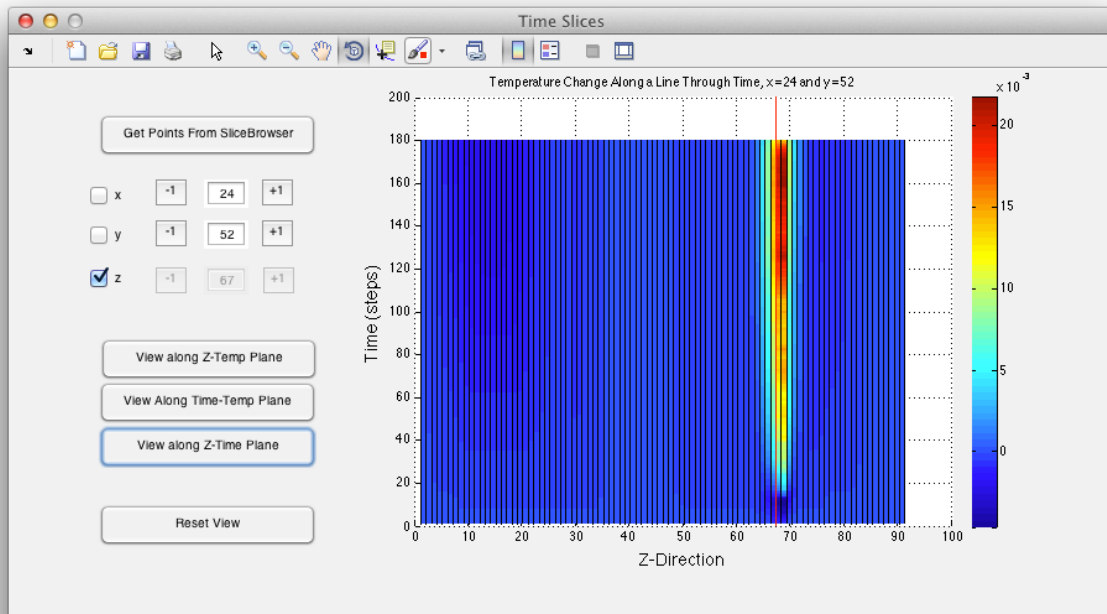 Time Slices
Get Points From SliceBrowser
x -1 24 +1
y -1 52 +1
z -1 67 +1
View along Z-Temp Plane
View Along Time-Temp Plane
View along Z-Time Plane
Reset View
Temperature Change Along a Line Through Time, x=24 and y=52
200
180
160
140
120
100
80
60
40
20
0
Time (steps)
0 10 20 30 40 50 60 70 80 90 100
Z-Direction
x 10^-3
20
15
10
5
0